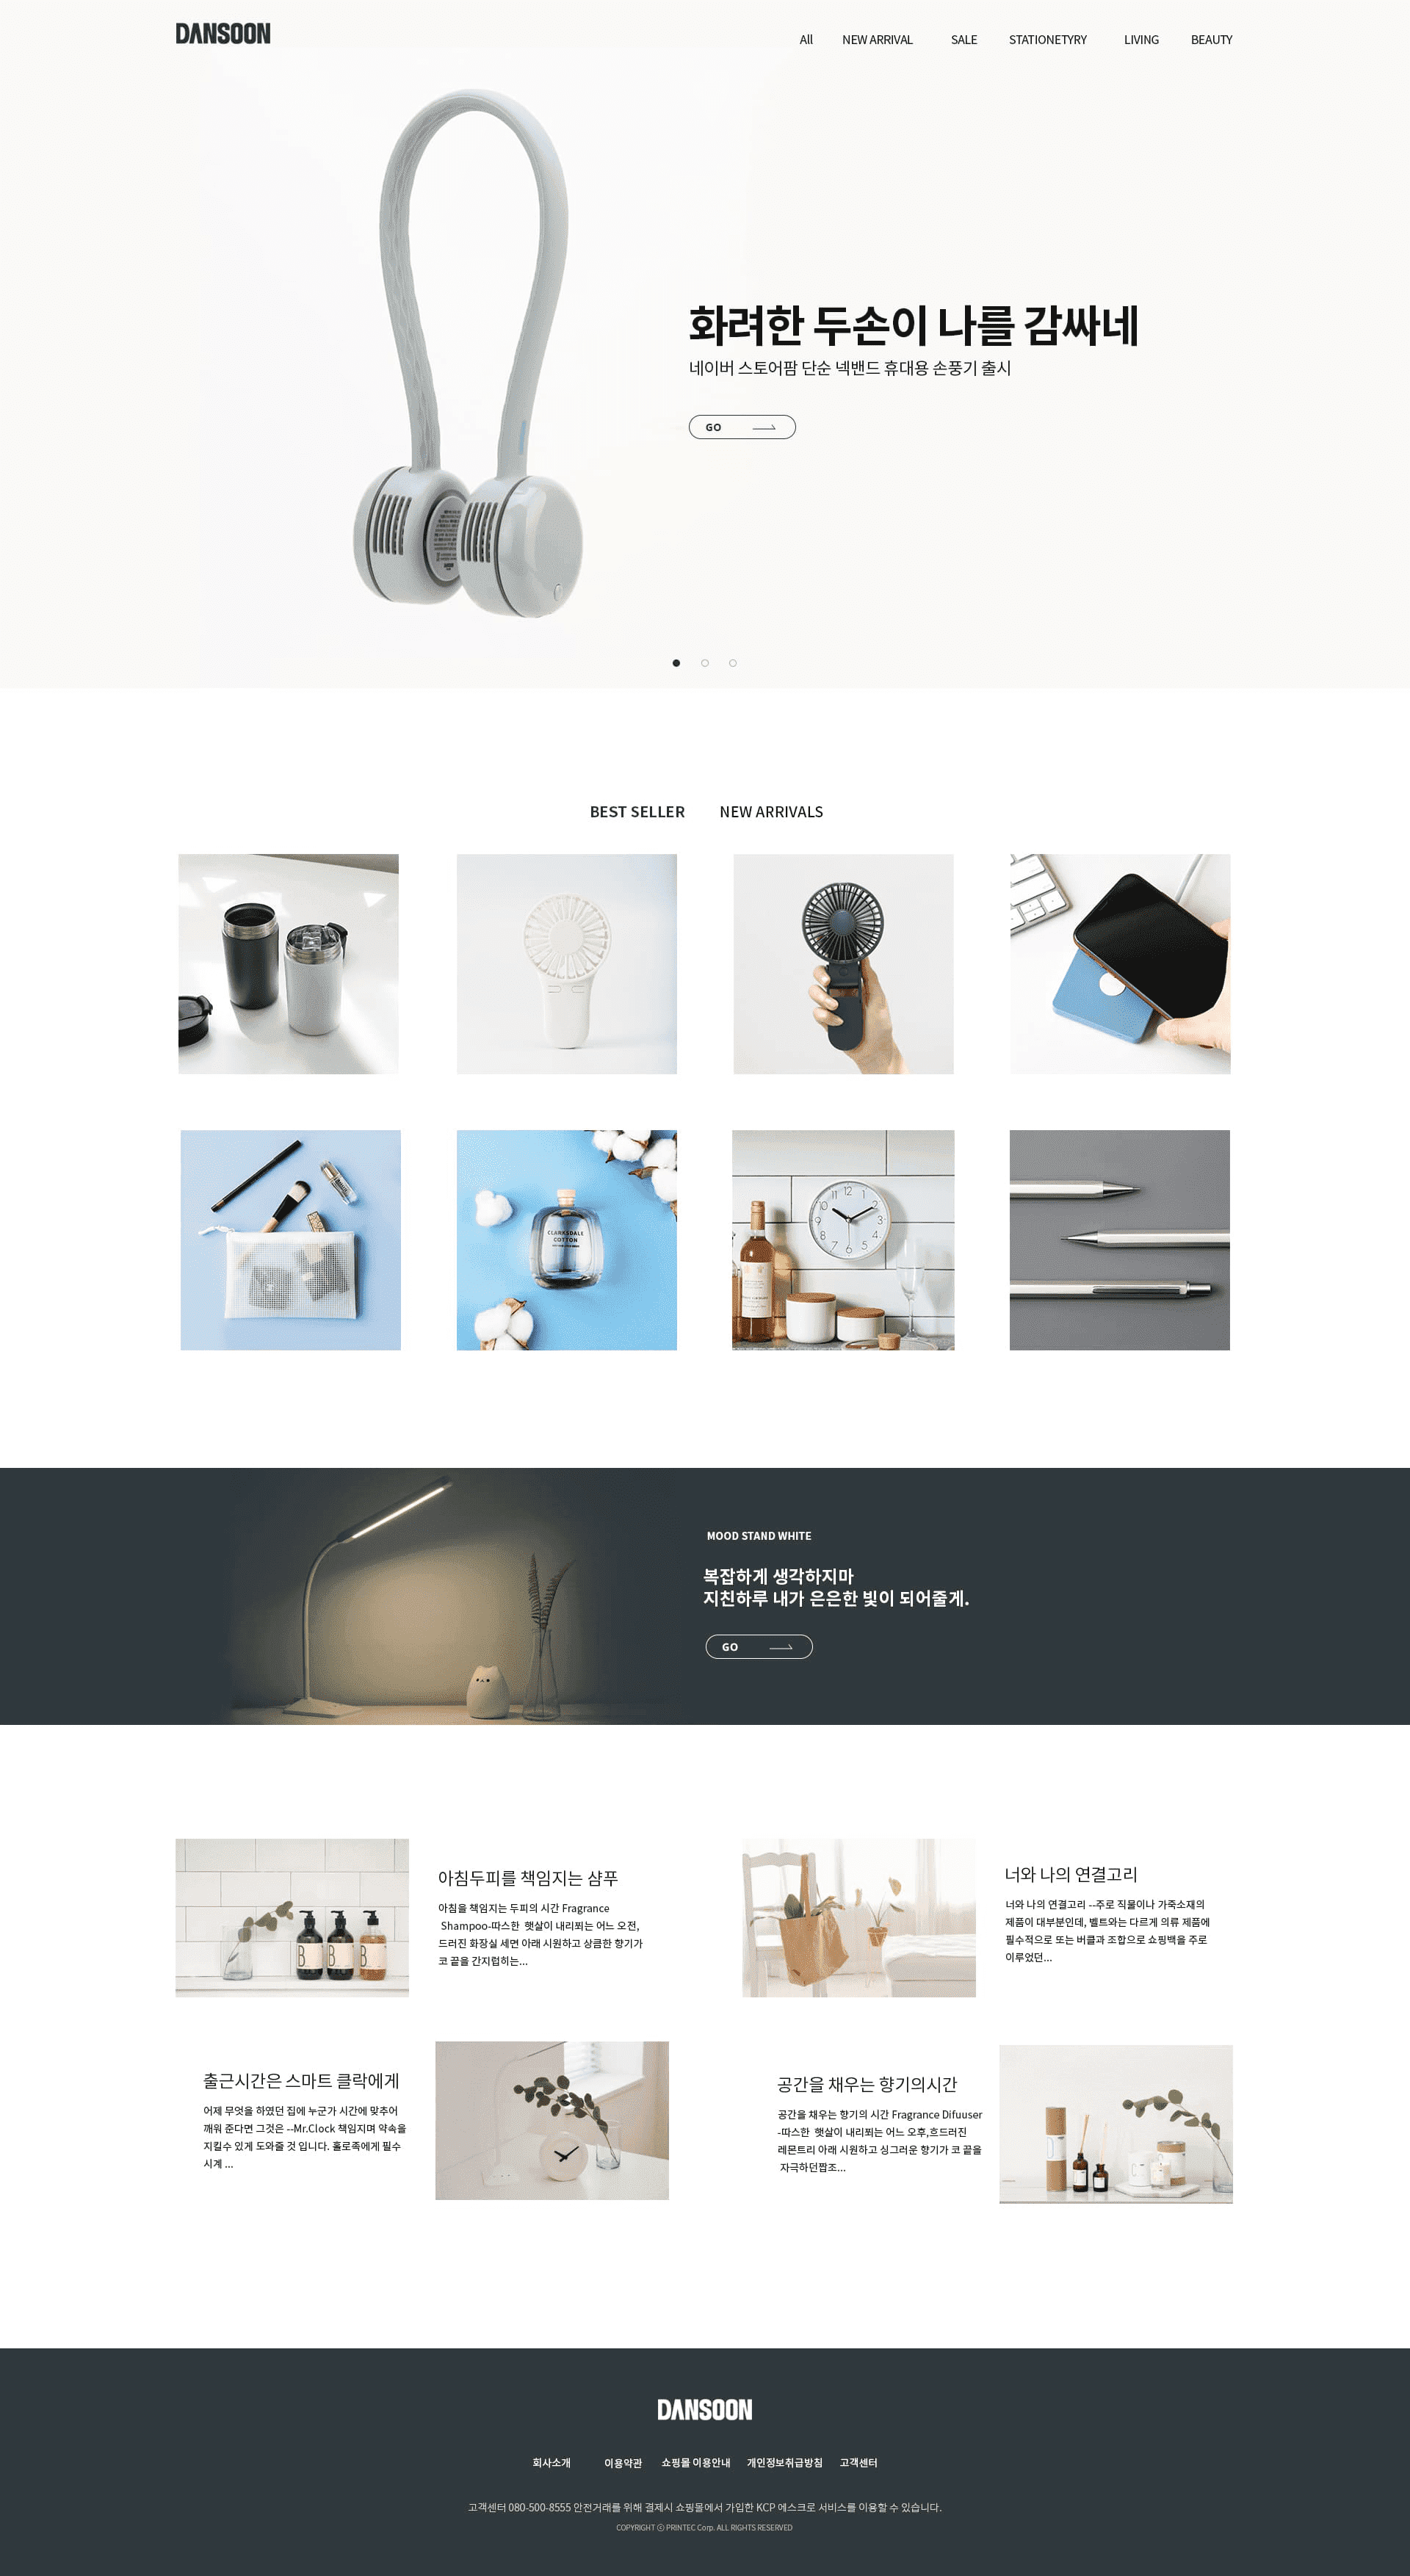 DANSOON
All NEW ARRIVAL SALE STATIONETYRY LIVING BEAUTY
화려한 두손이 나를 감싸네
네이버 스토어팜 단순 넥밴드 휴대용 손풍기 출시
GO
BEST SELLER NEW ARRIVALS
CLARKSDALE
COTTON
MOOD STAND WHITE
복잡하게 생각하지마
지친하루 내가 은은한 빛이 되어줄게.
GO
아침두피를 책임지는 샴푸
아침을 책임지는 두피의 시간 Fragrance
Shampoo-따스한 햇살이 내리쬐는 어느 오전,
드러진 화장실 세면 아래 시원하고 상큼한 향기가
코 끝을 간지럽히는...
너와 나의 연결고리
너와 나의 연결고리 --주로 직물이나 가죽소재의
제품이 대부분인데, 벨트와는 다르게 의류 제품에
필수적으로 또는 버클과 조합으로 쇼핑백을 주로
이루었던...
출근시간은 스마트 클락에게
어제 무엇을 하였던 집에 누군가 시간에 맞추어
깨워 준다면 그것은 --Mr.Clock 책임지며 약속을
지킬수 있게 도와줄 것 입니다. 홀로족에게 필수
시계 ...
공간을 채우는 향기의시간
공간을 채우는 향기의 시간 Fragrance Difuuser
-따스한 햇살이 내리쬐는 어느 오후,흐드러진
레몬트리 아래 시원하고 싱그러운 향기가 코 끝을
자극하던짭조...
DANSOON
회사소개 이용약관 쇼핑몰 이용안내 개인정보취급방침 고객센터
고객센터 080-500-8555 안전거래를 위해 결제시 쇼핑몰에서 가입한 KCP 에스크로 서비스를 이용할 수 있습니다.
COPYRIGHT ⓒ PRINTEC Corp. ALL RIGHTS RESERVED